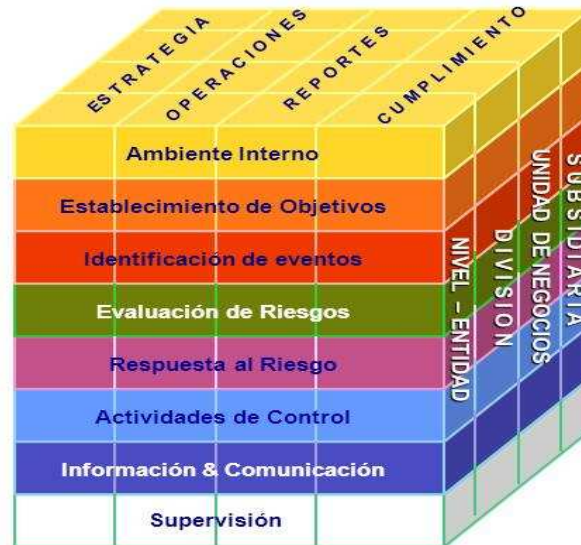 ESTRATEGIA
OPERACIONES
REPORTES
CUMPLIMIENTO
Ambiente Interno
Establecimiento de Objetivos
Identificación de eventos
Evaluación de Riesgos
Respuesta al Riesgo
Actividades de Control
Información & Comunicación
Supervisión
NIVEL – ENTIDAD
DIVISION
UNIDAD DE NEGOCIOS
SUBSIDIARIA